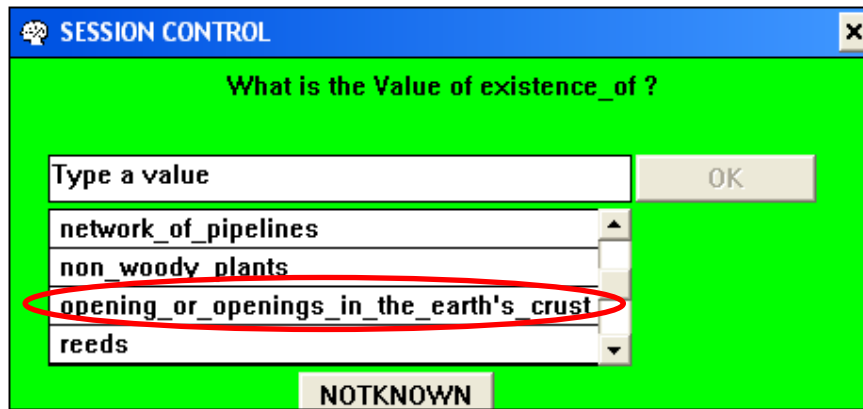 SESSION CONTROL
What is the Value of existence_of ?
Type a value
OK
network_of_pipelines
non_woody_plants
opening_or_openings_in_the_earth's_crust
reeds
NOTKNOWN